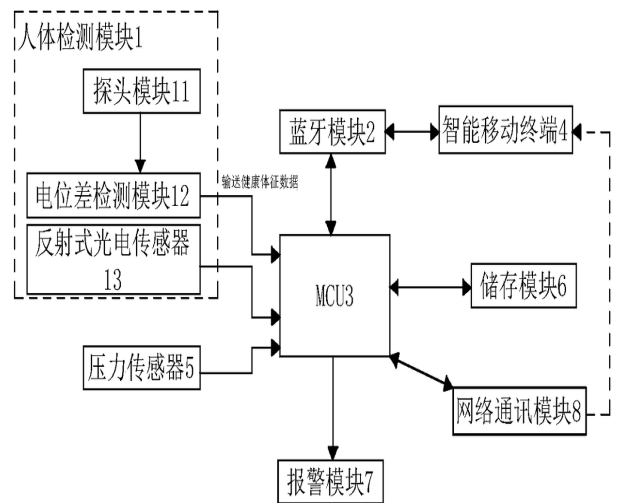 人体检测模块1
探头模块11
蓝牙模块2
智能移动终端4
电位差检测模块12
输送健康体征数据
反射式光电传感器
13
MCU3
储存模块6
压力传感器5
网络通讯模块8
报警模块7